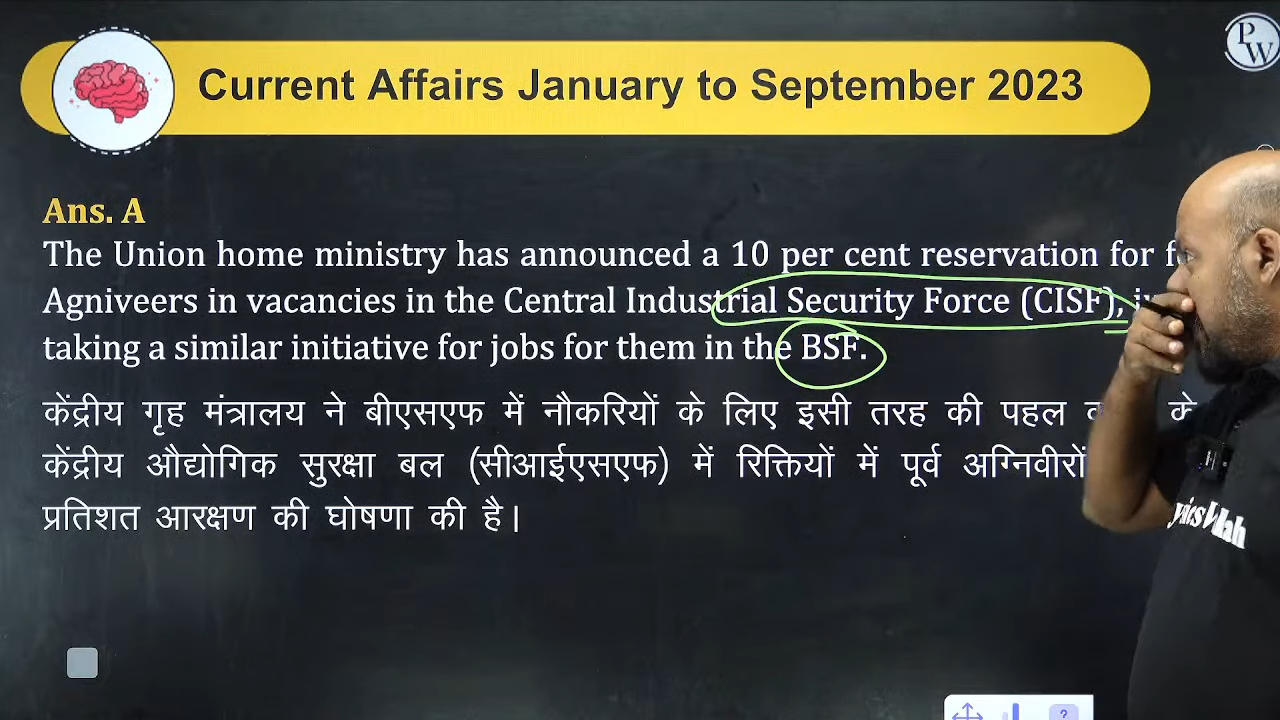 PW
Current Affairs January to September 2023
Ans. A
The Union home ministry has announced a 10 per cent reservation for
Agniveers in vacancies in the Central Industrial Security Force (CISF),
taking a similar initiative for jobs for them in the BSF.
केंद्रीय गृह मंत्रालय ने बीएसएफ में नौकरियों के लिए इसी तरह की पहल के
केंद्रीय औद्योगिक सुरक्षा बल (सीआईएसएफ) में रिक्तियों में पूर्व अग्निवीरों
प्रतिशत आरक्षण की घोषणा की है।
?